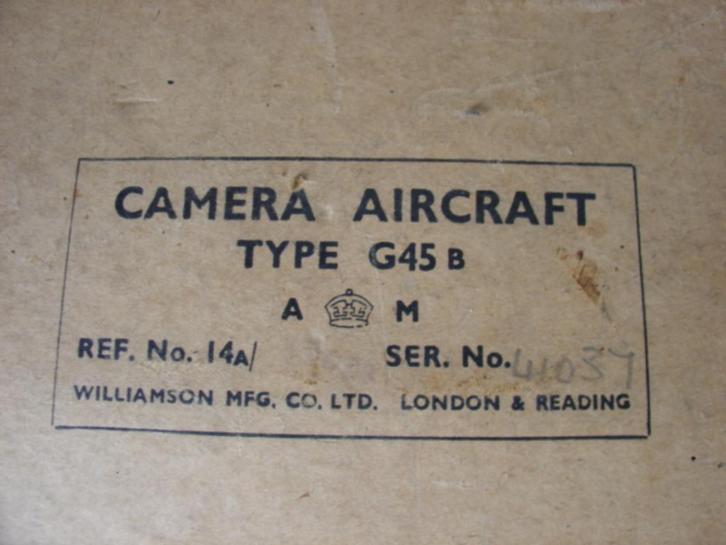 CAMERA AIRCRAFT
TYPE G45 B
A M
REF. No. 14A/ SER. No. 41037
WILLIAMSON MFG. CO. LTD. LONDON & READING